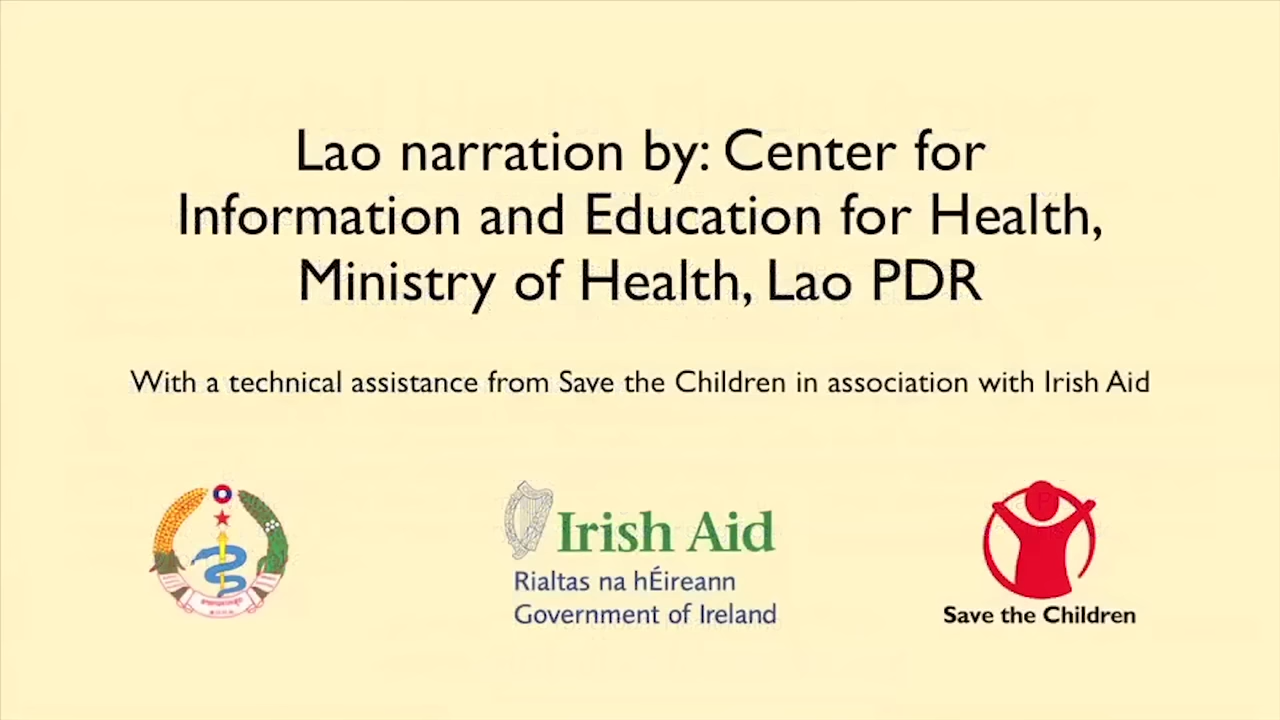 Lao narration by: Center for
Information and Education for Health,
Ministry of Health, Lao PDR
With a technical assistance from Save the Children in association with Irish Aid
Irish Aid
Rialtas na hÉireann
Government of Ireland
Save the Children